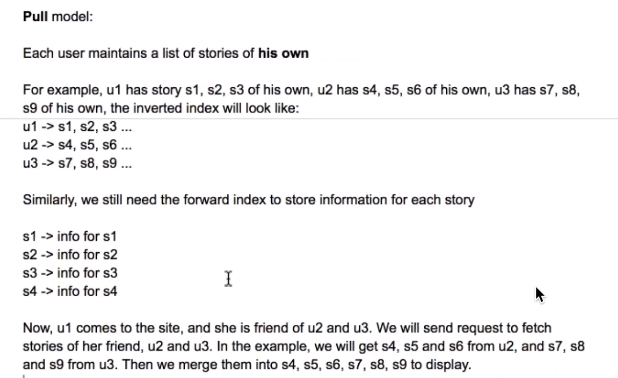 Pull model:
Each user maintains a list of stories of his own
For example, u1 has story s1, s2, s3 of his own, u2 has s4, s5, s6 of his own, u3 has s7, s8,
s9 of his own, the inverted index will look like:
u1 -> s1, s2, s3 ...
u2 -> s4, s5, s6 ...
u3 -> s7, s8, s9 ...
Similarly, we still need the forward index to store information for each story
s1 -> info for s1
s2 -> info for s2
s3 -> info for s3
s4 -> info for s4
Now, u1 comes to the site, and she is friend of u2 and u3. We will send request to fetch
stories of her friend, u2 and u3. In the example, we will get s4, s5 and s6 from u2, and s7, s8
and s9 from u3. Then we merge them into s4, s5, s6, s7, s8, s9 to display.